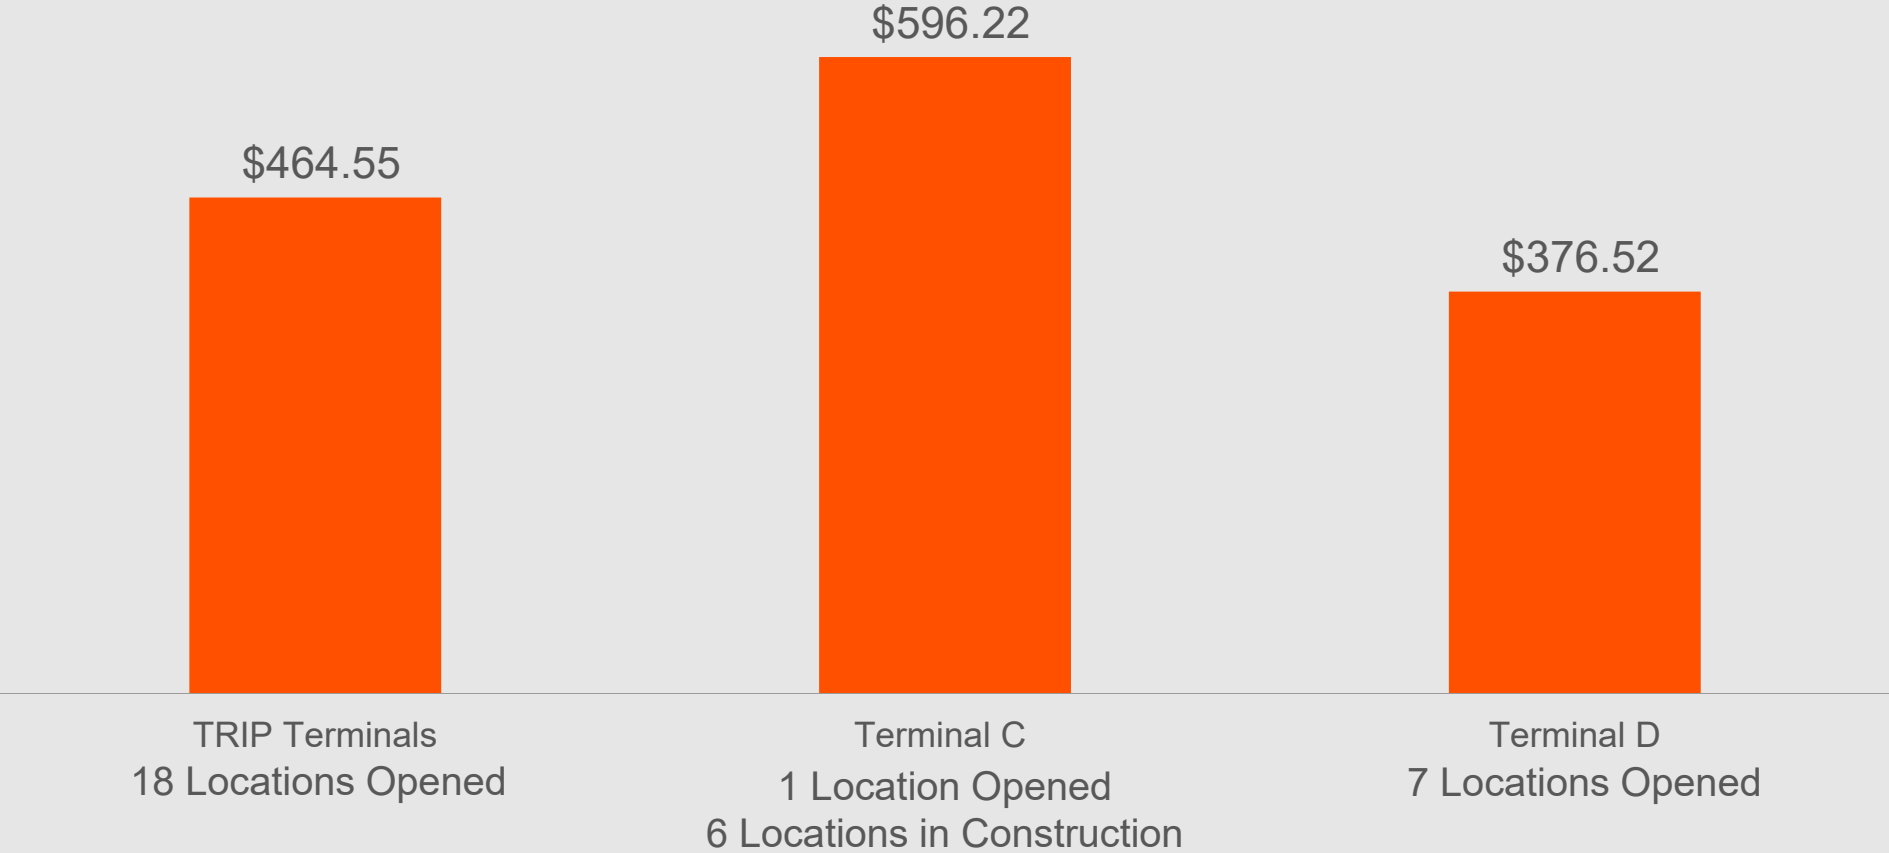 $596.22
$464.55
$376.52
TRIP Terminals
18 Locations Opened
Terminal C
1 Location Opened
6 Locations in Construction
Terminal D
7 Locations Opened